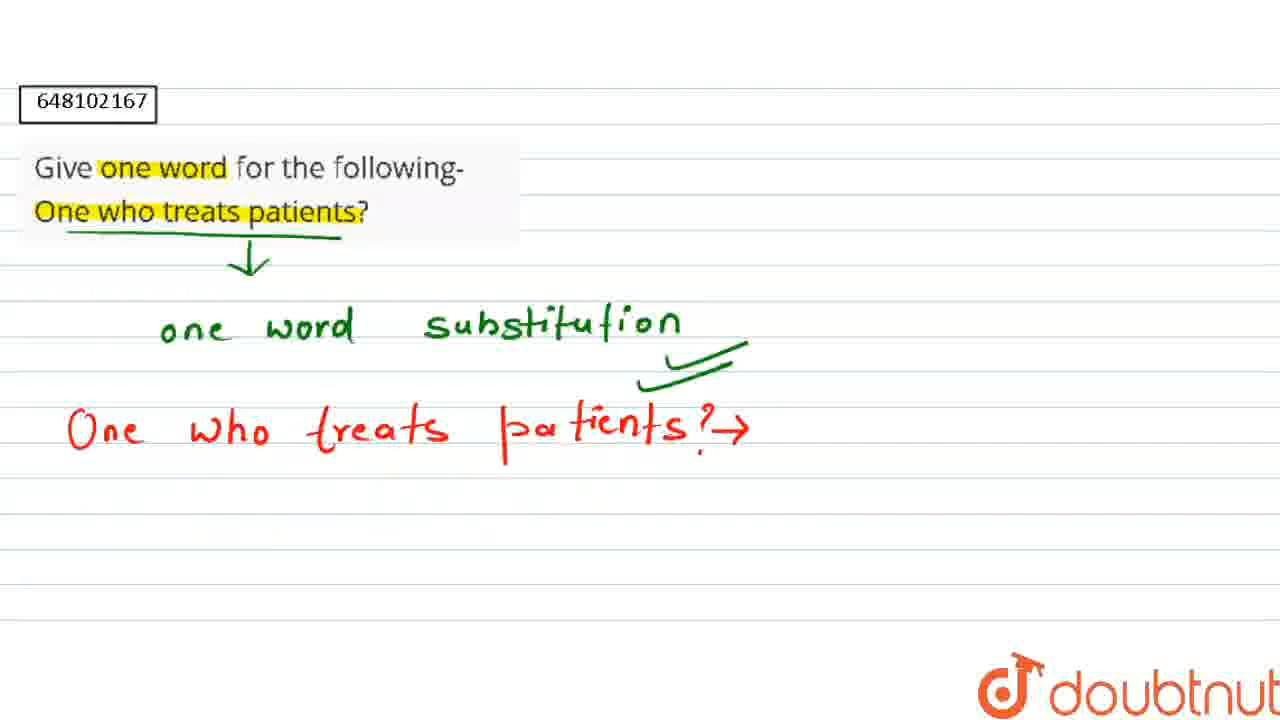 648102167
Give one word for the following-
One who treats patients?
one word substitution
One who treats patients? →
doubtnut